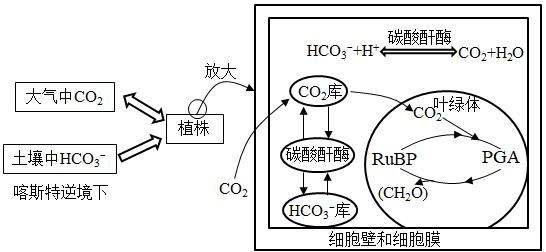 碳酸酐酶
HCO₃⁻+H⁺ CO₂+H₂O
放大
大气中CO₂
CO₂库
植株
叶绿体
CO₂
土壤中HCO₃⁻
碳酸酐酶
RuBP
PGA
喀斯特逆境下
CO₂
(CH₂O)
HCO₃⁻库
细胞壁和细胞膜